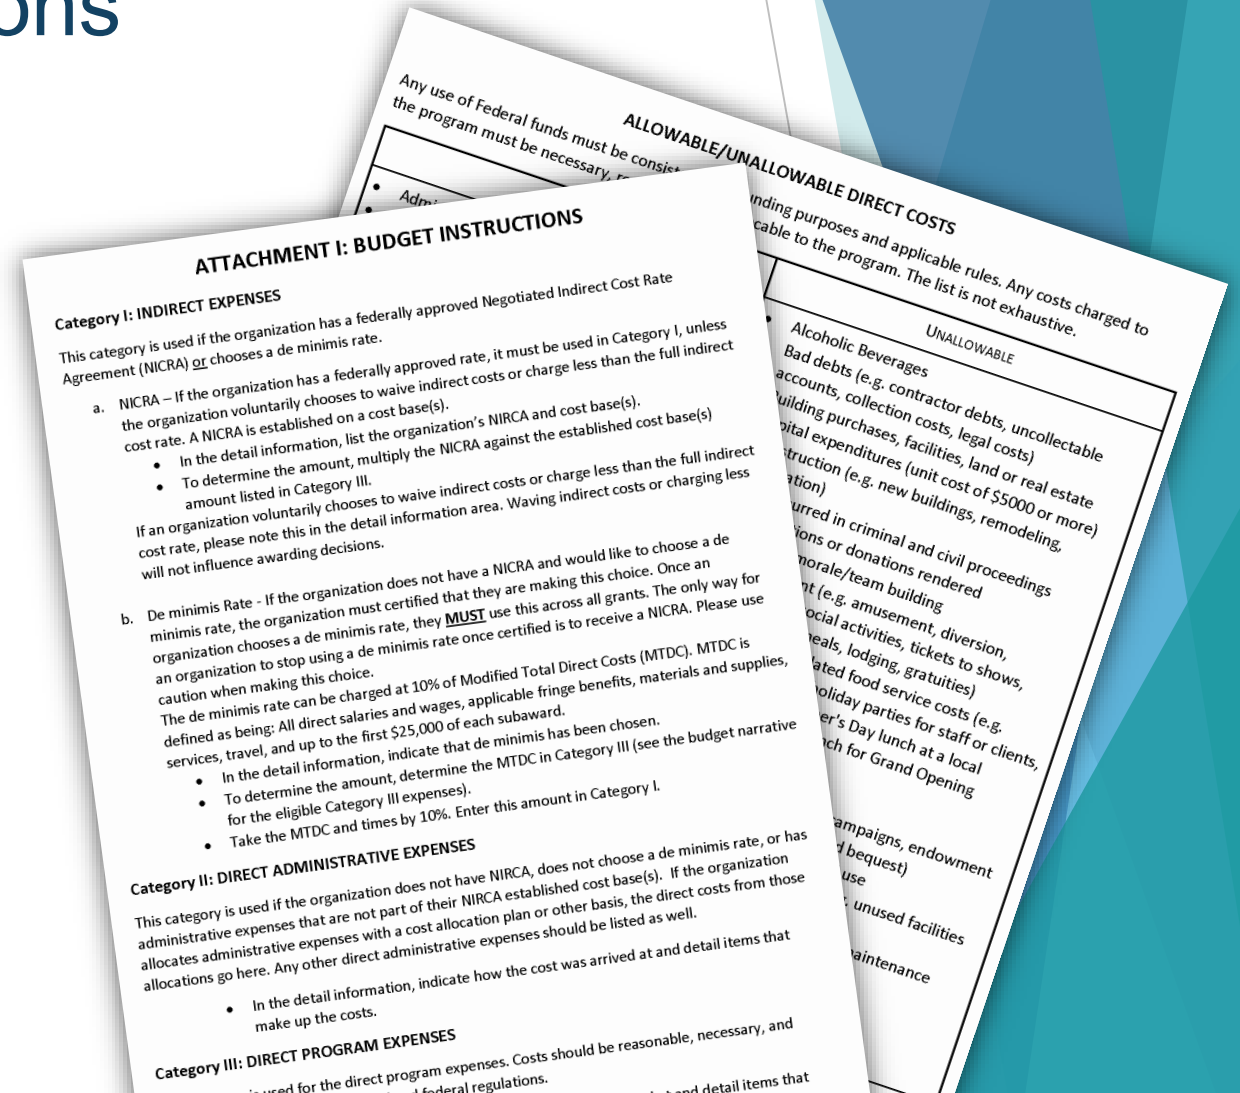 ons
ALLOWABLE/UNALLOWABLE DIRECT COSTS
Any use of Federal funds must be unding purposes and applicable rules. Any costs charged to
the program must be necessary, cable to the program. The list is not exhaustive.
UNALLOWABLE
• Alcoholic Beverages
Bad debts (e.g. contractor debts, uncollectable
accounts, collection costs, legal costs)
uilding purchases, facilities, land or real estate
pital expenditures (unit cost of $5000 or more)
struction (e.g. new buildings, remodeling,
ation)
urred in criminal and civil proceedings
ions or donations rendered
morale/team building
nt (e.g. amusement, diversion,
ocial activities, tickets to shows,
eals, lodging, gratuities)
lated food service costs (e.g.
holiday parties for staff or clients,
er's Day lunch at a local
ch for Grand Opening
ampaigns, endowment
d bequest)
use
, unused facilities
aintenance
ATTACHMENT I: BUDGET INSTRUCTIONS
Category I: INDIRECT EXPENSES
This category is used if the organization has a federally approved Negotiated Indirect Cost Rate
Agreement (NICRA) or chooses a de minimis rate.
a. NICRA – If the organization has a federally approved rate, it must be used in Category I, unless
the organization voluntarily chooses to waive indirect costs or charge less than the full indirect
cost rate. A NICRA is established on a cost base(s).
• In the detail information, list the organization's NIRCA and cost base(s).
• To determine the amount, multiply the NICRA against the established cost base(s)
amount listed in Category III.
If an organization voluntarily chooses to waive indirect costs or charge less than the full indirect
cost rate, please note this in the detail information area. Waving indirect costs or charging less
will not influence awarding decisions.
b. De minimis Rate - If the organization does not have a NICRA and would like to choose a de
minimis rate, the organization must certified that they are making this choice. Once an
organization chooses a de minimis rate, they MUST use this across all grants. The only way for
an organization to stop using a de minimis rate once certified is to receive a NICRA. Please use
caution when making this choice.
The de minimis rate can be charged at 10% of Modified Total Direct Costs (MTDC). MTDC is
defined as being: All direct salaries and wages, applicable fringe benefits, materials and supplies,
services, travel, and up to the first $25,000 of each subaward.
• In the detail information, indicate that de minimis has been chosen.
• To determine the amount, determine the MTDC in Category III (see the budget narrative
for the eligible Category III expenses).
• Take the MTDC and times by 10%. Enter this amount in Category I.
Category II: DIRECT ADMINISTRATIVE EXPENSES
This category is used if the organization does not have NIRCA, does not choose a de minimis rate, or has
administrative expenses that are not part of their NIRCA established cost base(s). If the organization
allocates administrative expenses with a cost allocation plan or other basis, the direct costs from those
allocations go here. Any other direct administrative expenses should be listed as well.
• In the detail information, indicate how the cost was arrived at and detail items that
make up the costs.
Category III: DIRECT PROGRAM EXPENSES
is used for the direct program expenses. Costs should be reasonable, necessary, and
federal regulations.
and detail items that